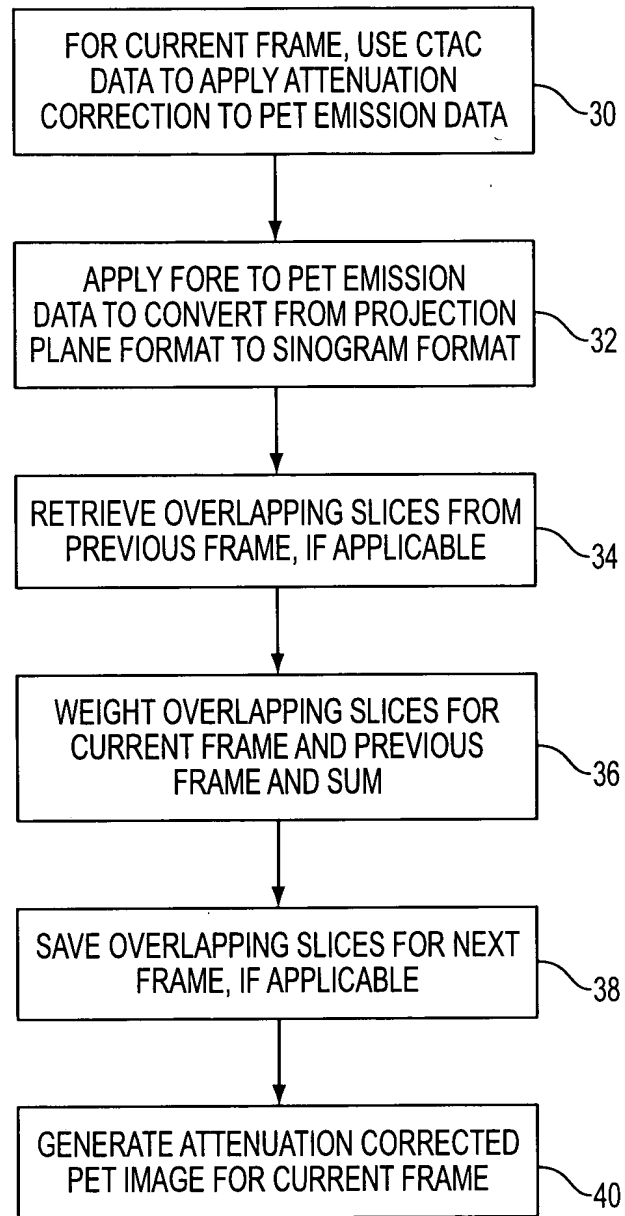 FOR CURRENT FRAME, USE CTAC
DATA TO APPLY ATTENUATION
CORRECTION TO PET EMISSION DATA
30
APPLY FORE TO PET EMISSION
DATA TO CONVERT FROM PROJECTION
PLANE FORMAT TO SINOGRAM FORMAT
32
RETRIEVE OVERLAPPING SLICES FROM
PREVIOUS FRAME, IF APPLICABLE
34
WEIGHT OVERLAPPING SLICES FOR
CURRENT FRAME AND PREVIOUS
FRAME AND SUM
36
SAVE OVERLAPPING SLICES FOR NEXT
FRAME, IF APPLICABLE
38
GENERATE ATTENUATION CORRECTED
PET IMAGE FOR CURRENT FRAME
40